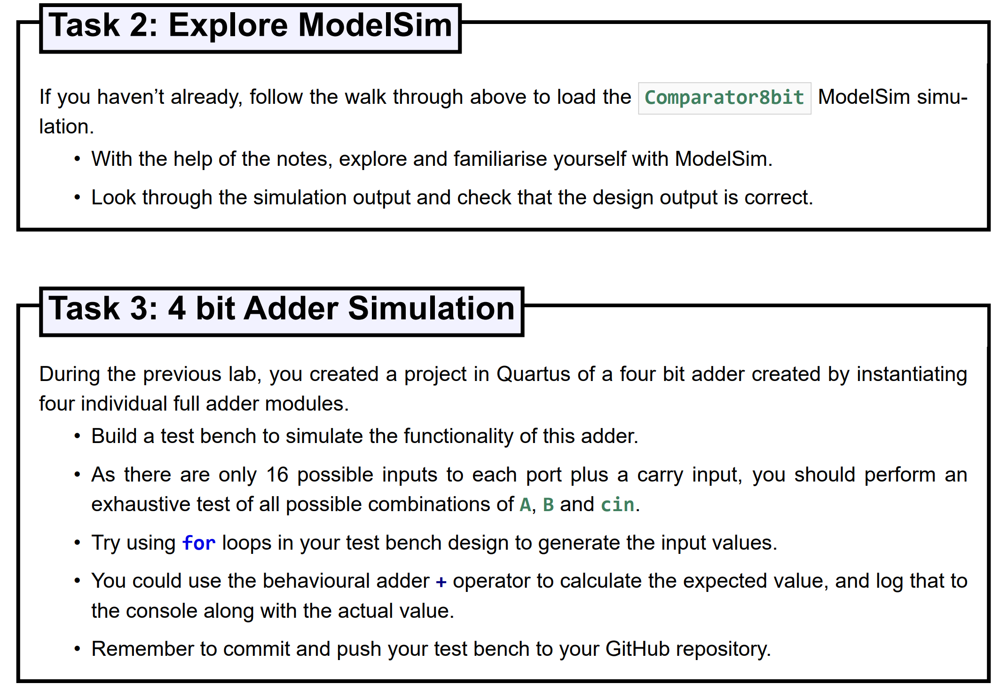 Task 2: Explore ModelSim
If you haven’t already, follow the walk through above to load the Comparator8bit ModelSim simu-
lation.
• With the help of the notes, explore and familiarise yourself with ModelSim.
• Look through the simulation output and check that the design output is correct.
Task 3: 4 bit Adder Simulation
During the previous lab, you created a project in Quartus of a four bit adder created by instantiating
four individual full adder modules.
• Build a test bench to simulate the functionality of this adder.
• As there are only 16 possible inputs to each port plus a carry input, you should perform an
exhaustive test of all possible combinations of A, B and cin.
• Try using for loops in your test bench design to generate the input values.
• You could use the behavioural adder + operator to calculate the expected value, and log that to
the console along with the actual value.
• Remember to commit and push your test bench to your GitHub repository.